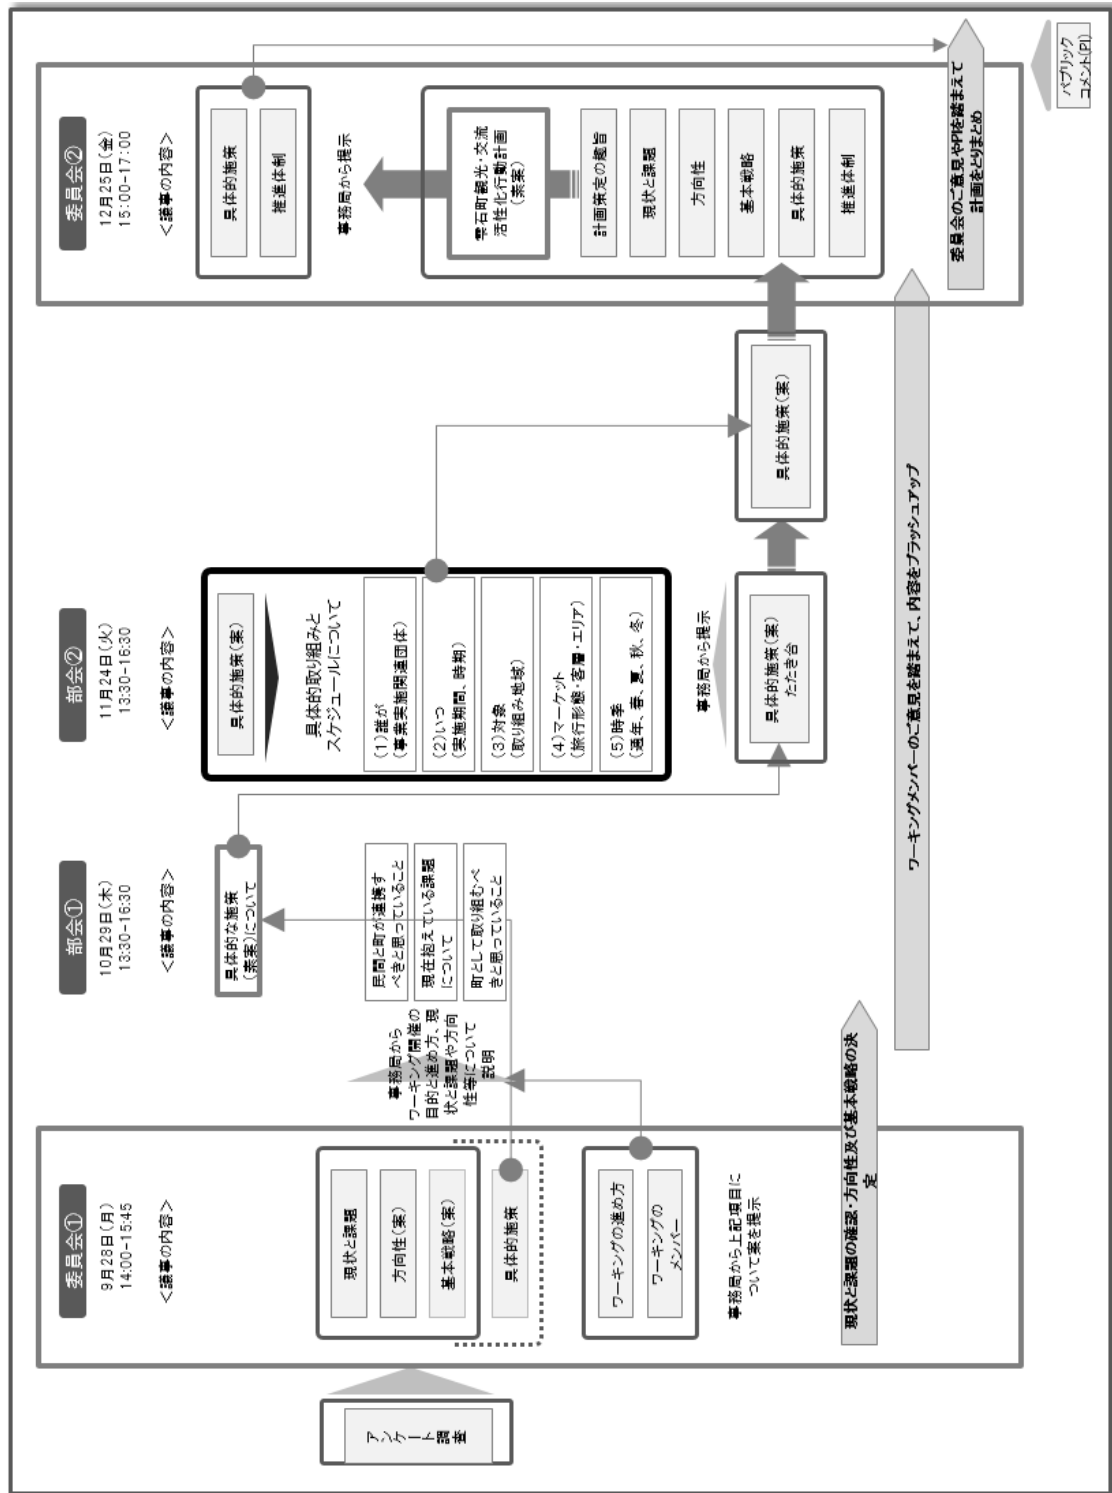 アンケート調査
委員会①
9月28日(月)
14:00-15:45
<議事の内容>
現状と課題
方向性(案)
基本戦略(案)
具体的施策
ワーキングの進め方
ワーキングの
メンバー
事務局から上記項目に
ついて案を提示
現状と課題の確認・方向性及び基本戦略の決
定
事務局から
ワーキング開催の
目的と進め方、現
状と課題や方向
性等について
説明
部会①
10月29日(木)
13:30-16:30
<議事の内容>
具体的な施策
(素案)について
民間と町が連携す
べきと思っていること
現在抱えている課題
について
町として取り組むべ
きと思っていること
部会②
11月24日(火)
13:30-16:30
<議事の内容>
具体的施策(案)
具体的取り組みと
スケジュールについて
(1)誰が
(事業実施関連団体)
(2)いつ
(実施期間、時期)
(3)対象
(取り組み地域)
(4)マーケット
(旅行形態・客層・エリア)
(5)時季
(通年、春、夏、秋、冬)
事務局から提示
具体的施策(案)
たたき台
具体的施策(案)
ワーキングメンバーのご意見を踏まえて、内容をブラッシュアップ
委員会②
12月25日(金)
15:00-17:00
<議事の内容>
具体的施策
推進体制
事務局から提示
雫石町観光・交流
活性化行動計画
(素案)
計画策定の趣旨
現状と課題
方向性
基本戦略
具体的施策
推進体制
委員会のご意見やPIを踏まえて
計画をとりまとめ
パブリック
コメント(PI)